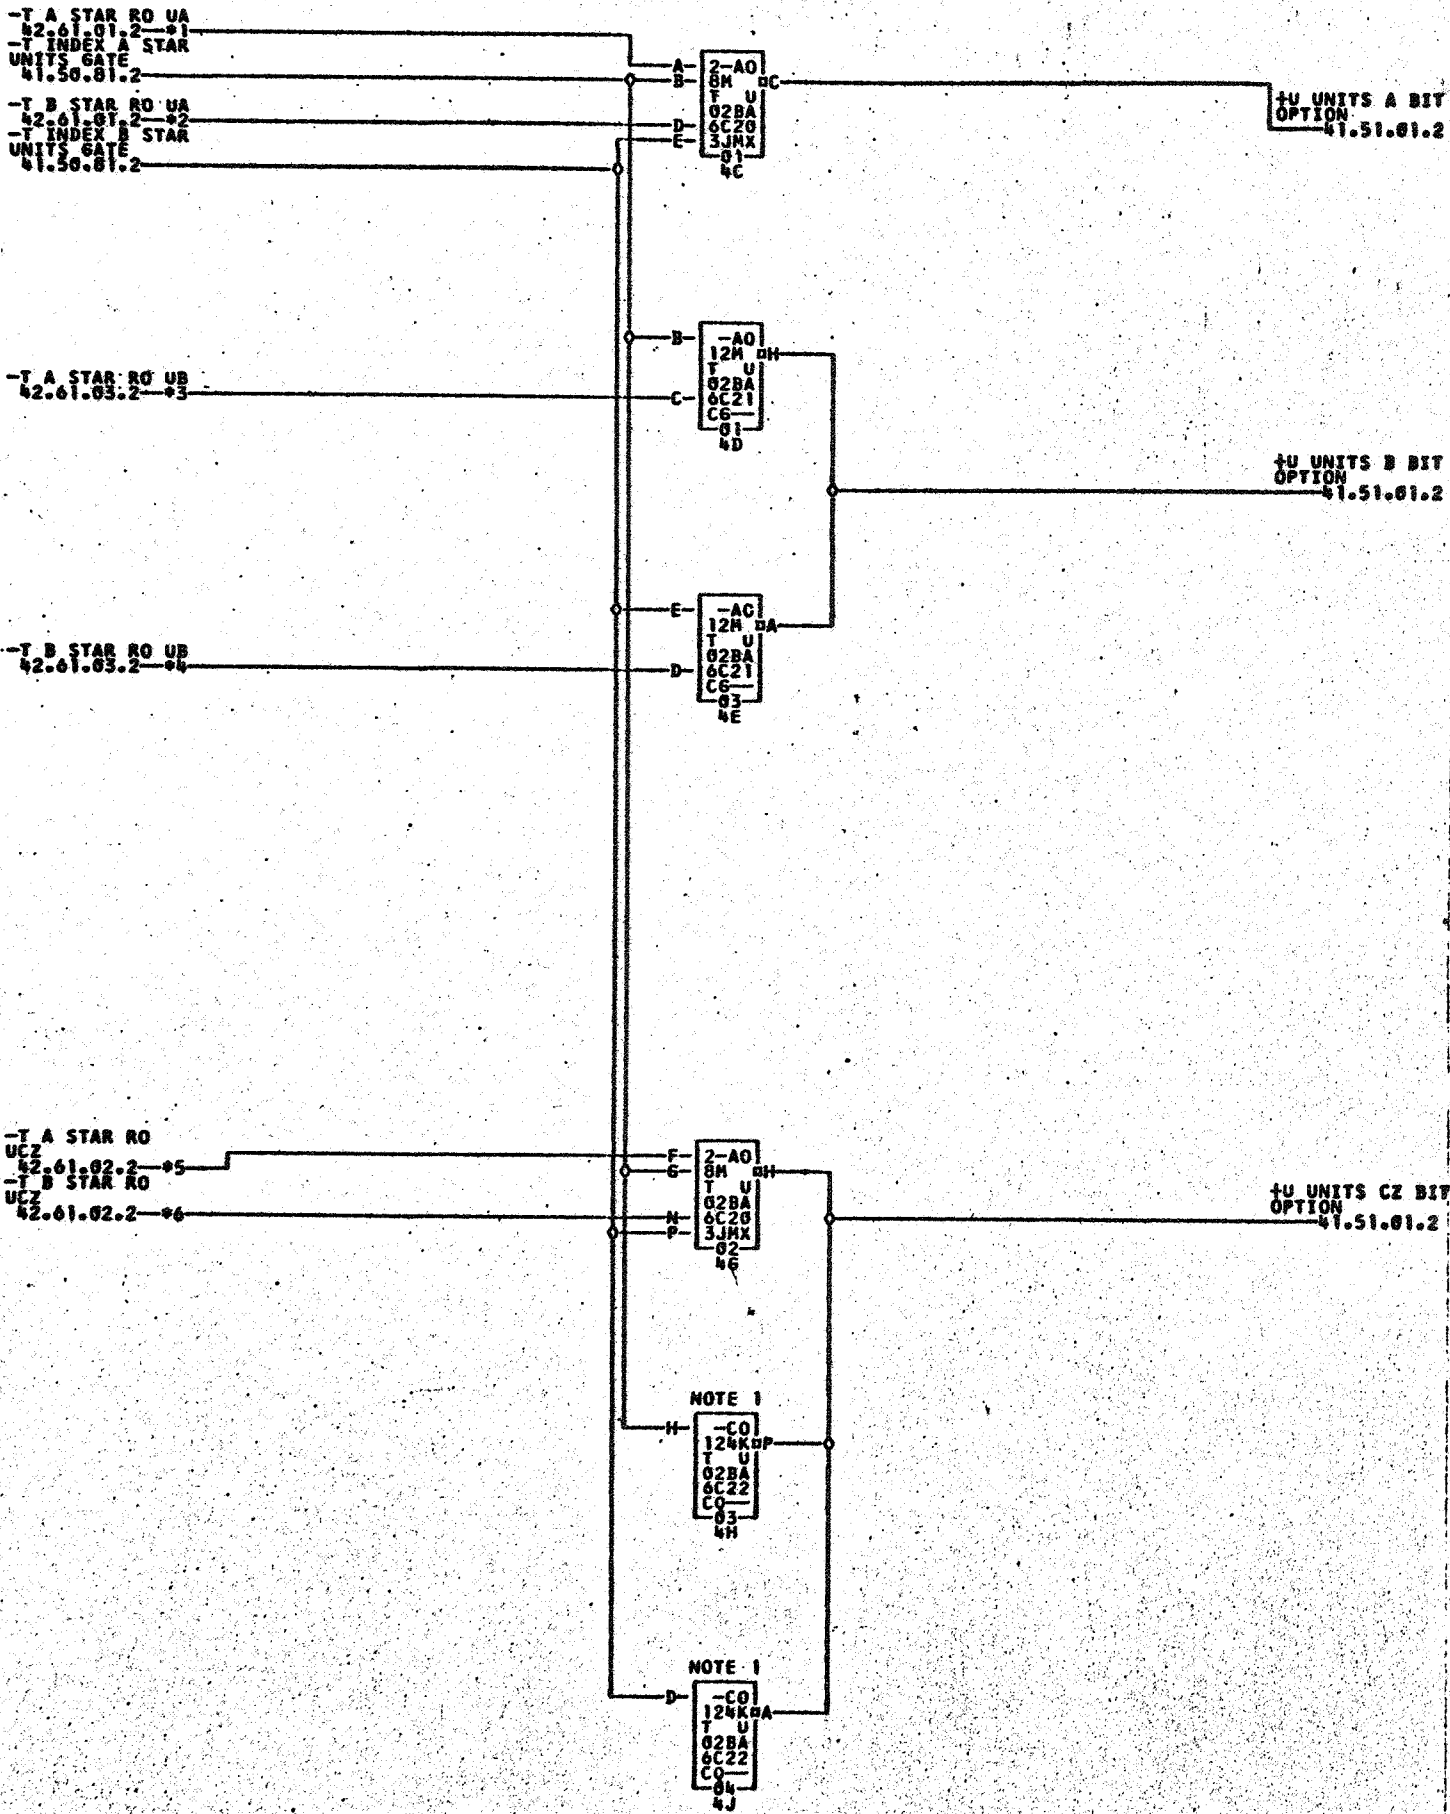 -T A STAR RO UA
42.61.01.2 *1
-T INDEX A STAR
UNITS GATE
41.50.01.2
-T B STAR RO UA
42.61.01.2 *2
-T INDEX B STAR
UNITS GATE
41.50.01.2
A
B
D
E
2-AO
8M C
T U
02BA
6C20
3JMX
01
4C
+U UNITS A BIT
OPTION
41.51.01.2
-T A STAR RO UB
42.61.03.2 *3
B
C
-AO
12M H
T U
02BA
6C21
CG
01
4D
+U UNITS B BIT
OPTION
41.51.01.2
-T B STAR RO UB
42.61.03.2 *4
E
D
12M A
T U
02BA
6C21
CG
03
4E
-T A STAR RO
UCZ
42.61.02.2 *5
-T B STAR RO
UCZ
42.61.02.2 *6
F
G
N
P
2-AO
8M H
T U
02BA
6C20
3JMX
02
4G
+U UNITS CZ BIT
OPTION
41.51.01.2
NOTE 1
H
-CO
124K P
T U
02BA
6C22
03
4H
NOTE 1
D
-CO
124K A
T U
02BA
6C22
04
4J